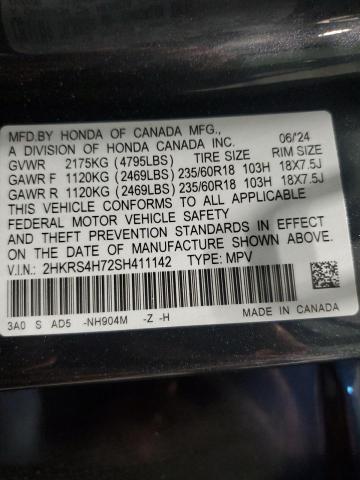 MFD.BY HONDA OF CANADA MFG.,
A DIVISION OF HONDA CANADA INC. 06/24
GVWR 2175KG (4795LBS) TIRE SIZE RIM SIZE
GAWR F 1120KG (2469LBS) 235/60R18 103H 18X7.5J
GAWR R 1120KG (2469LBS) 235/60R18 103H 18X7.5J
THIS VEHICLE CONFORMS TO ALL APPLICABLE
FEDERAL MOTOR VEHICLE SAFETY
AND THEFT PREVENTION STANDARDS IN EFFECT
ON THE DATE OF MANUFACTURE SHOWN ABOVE.
V.I.N.: 2HKRS4H72SH411142 TYPE: MPV
3A0 S AD5 -NH904M -Z -H
MADE IN CANADA